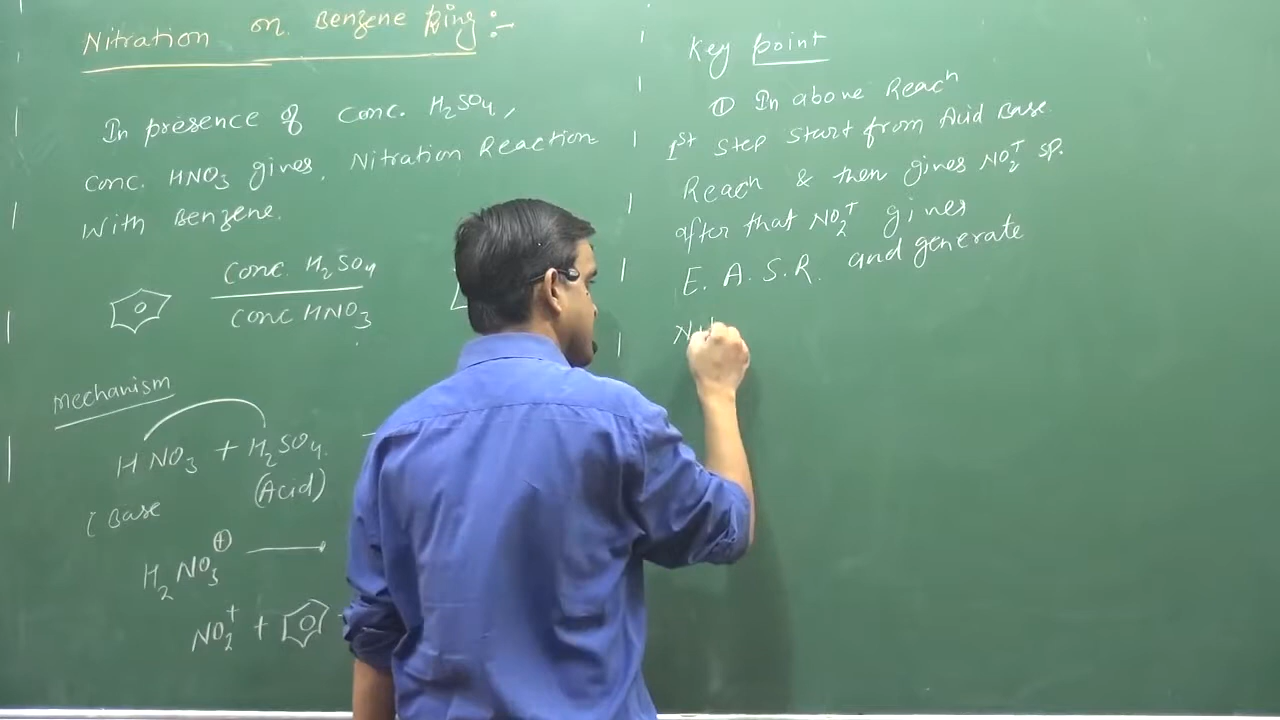 Nitration on Benzene Ring :-
In presence of conc. H2SO4,
conc. HNO3 gives, Nitration Reaction
With Benzene.
conc. H2SO4
conc HNO3
Mechanism
HNO3 + H2SO4
(Base (Acid)
H2NO3⊕ ⟶
NO2+ +
Key point
① In above Reacn
1st Step Start from Acid Base
Reacn & then gives NO2+ sp.
after that NO2+ gives
E. A. S. R. and generate